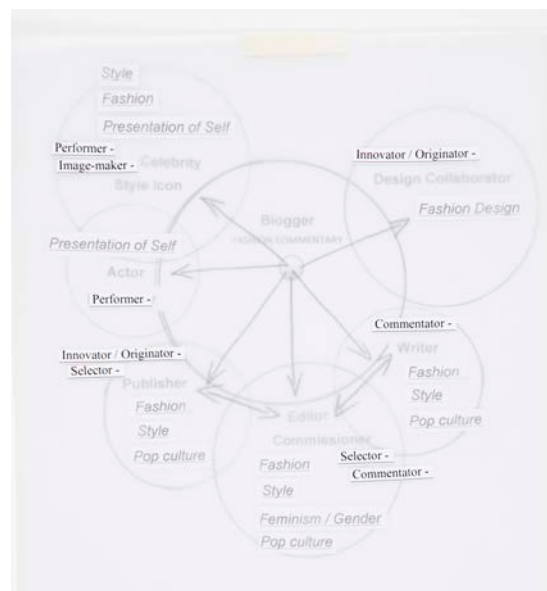 Style
Fashion
Presentation of Self
Performer -
Image-maker - Celebrity
Style Icon
Innovator / Originator -
Design Collaborator
Fashion Design
Blogger
FASHION COMMENTARY
Presentation of Self
Actor
Performer -
Commentator -
Writer
Fashion
Style
Pop culture
Innovator / Originator -
Selector -
Publisher
Fashion
Style
Pop culture
Editor
Commissioner
Selector -
Commentator -
Fashion
Style
Feminism / Gender
Pop culture